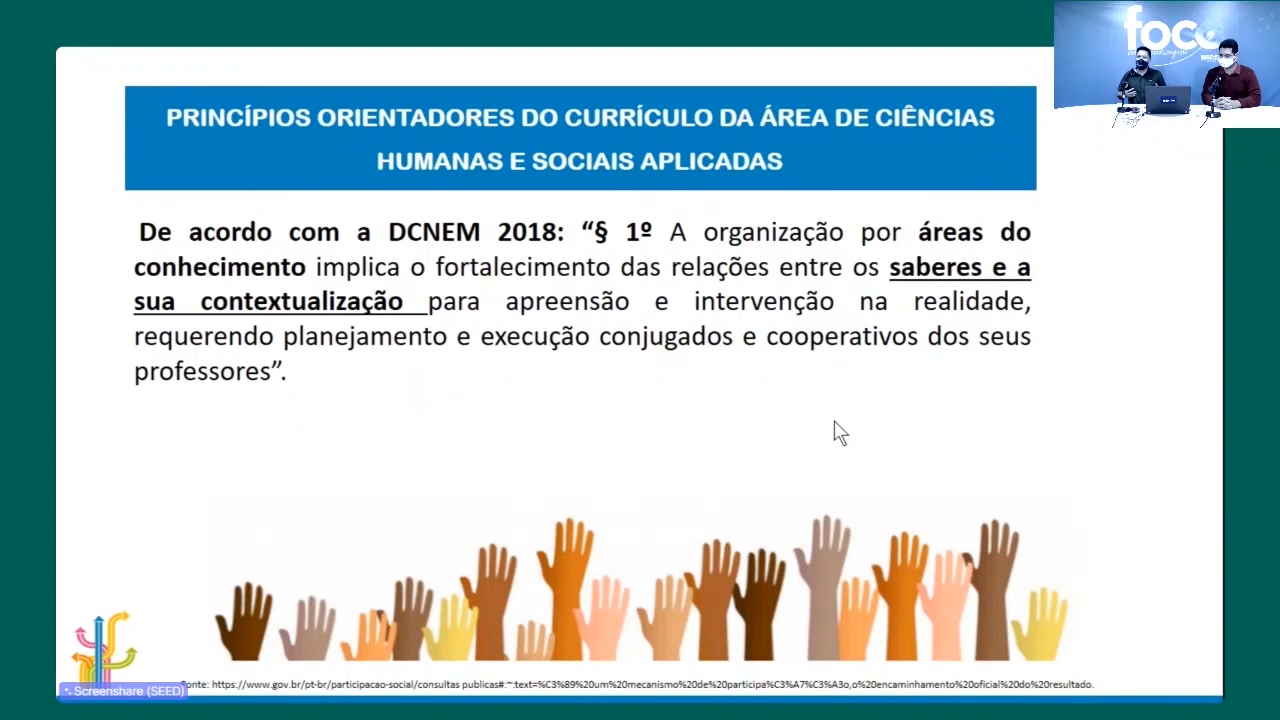 foco
PRINCÍPIOS ORIENTADORES DO CURRÍCULO DA ÁREA DE CIÊNCIAS
HUMANAS E SOCIAIS APLICADAS
De acordo com a DCNEM 2018: “§ 1º A organização por áreas do
conhecimento implica o fortalecimento das relações entre os saberes e a
sua contextualização para apreensão e intervenção na realidade,
requerendo planejamento e execução conjugados e cooperativos dos seus
professores”.
Fonte: https://www.gov.br/pt-br/participacao-social/consultas publicas#:~:text=%C3%89%20um%20mecanismo%20de%20participa%C3%A7%C3%A3o,o%20encaminhamento%20oficial%20do%20resultado.
Screenshare (SEED)